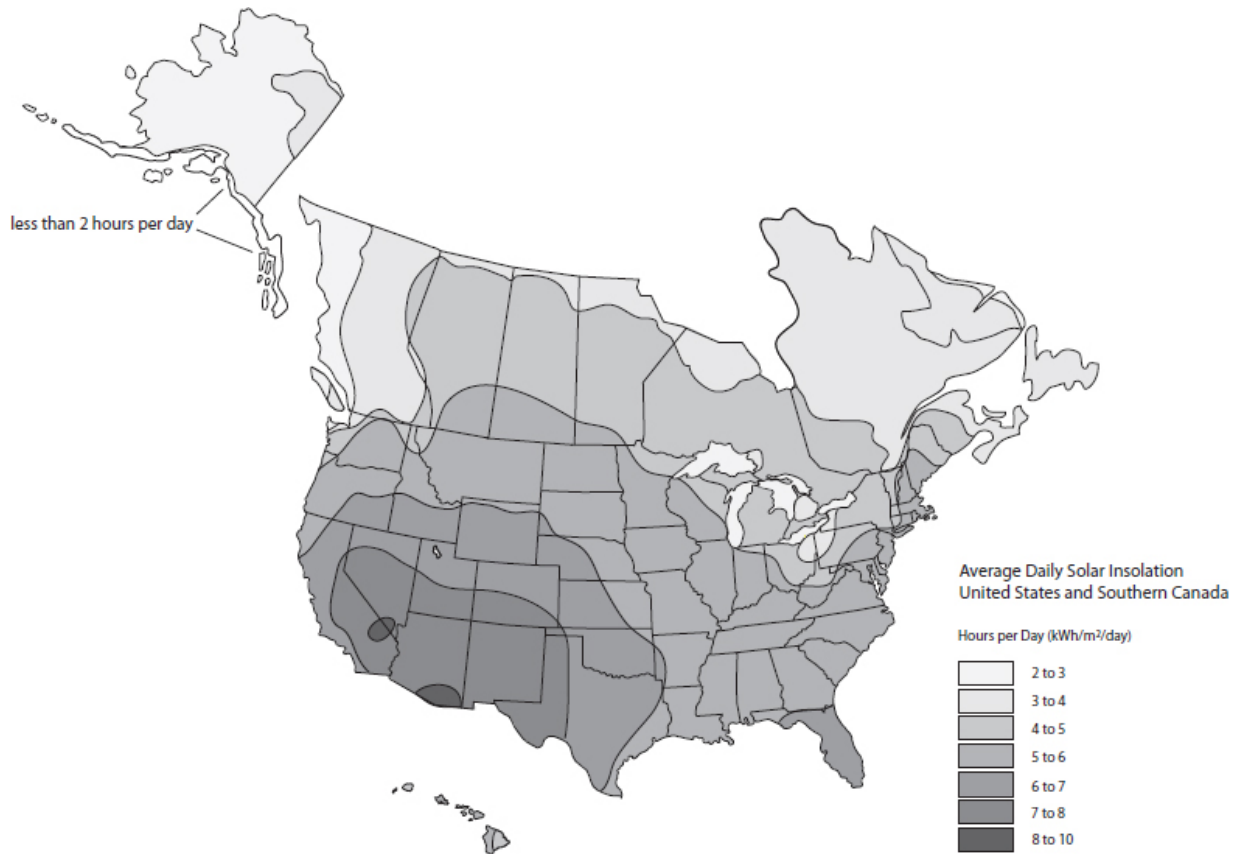 less than 2 hours per day
Average Daily Solar Insolation
United States and Southern Canada
Hours per Day (kWh/m²/day)
2 to 3
3 to 4
4 to 5
5 to 6
6 to 7
7 to 8
8 to 10